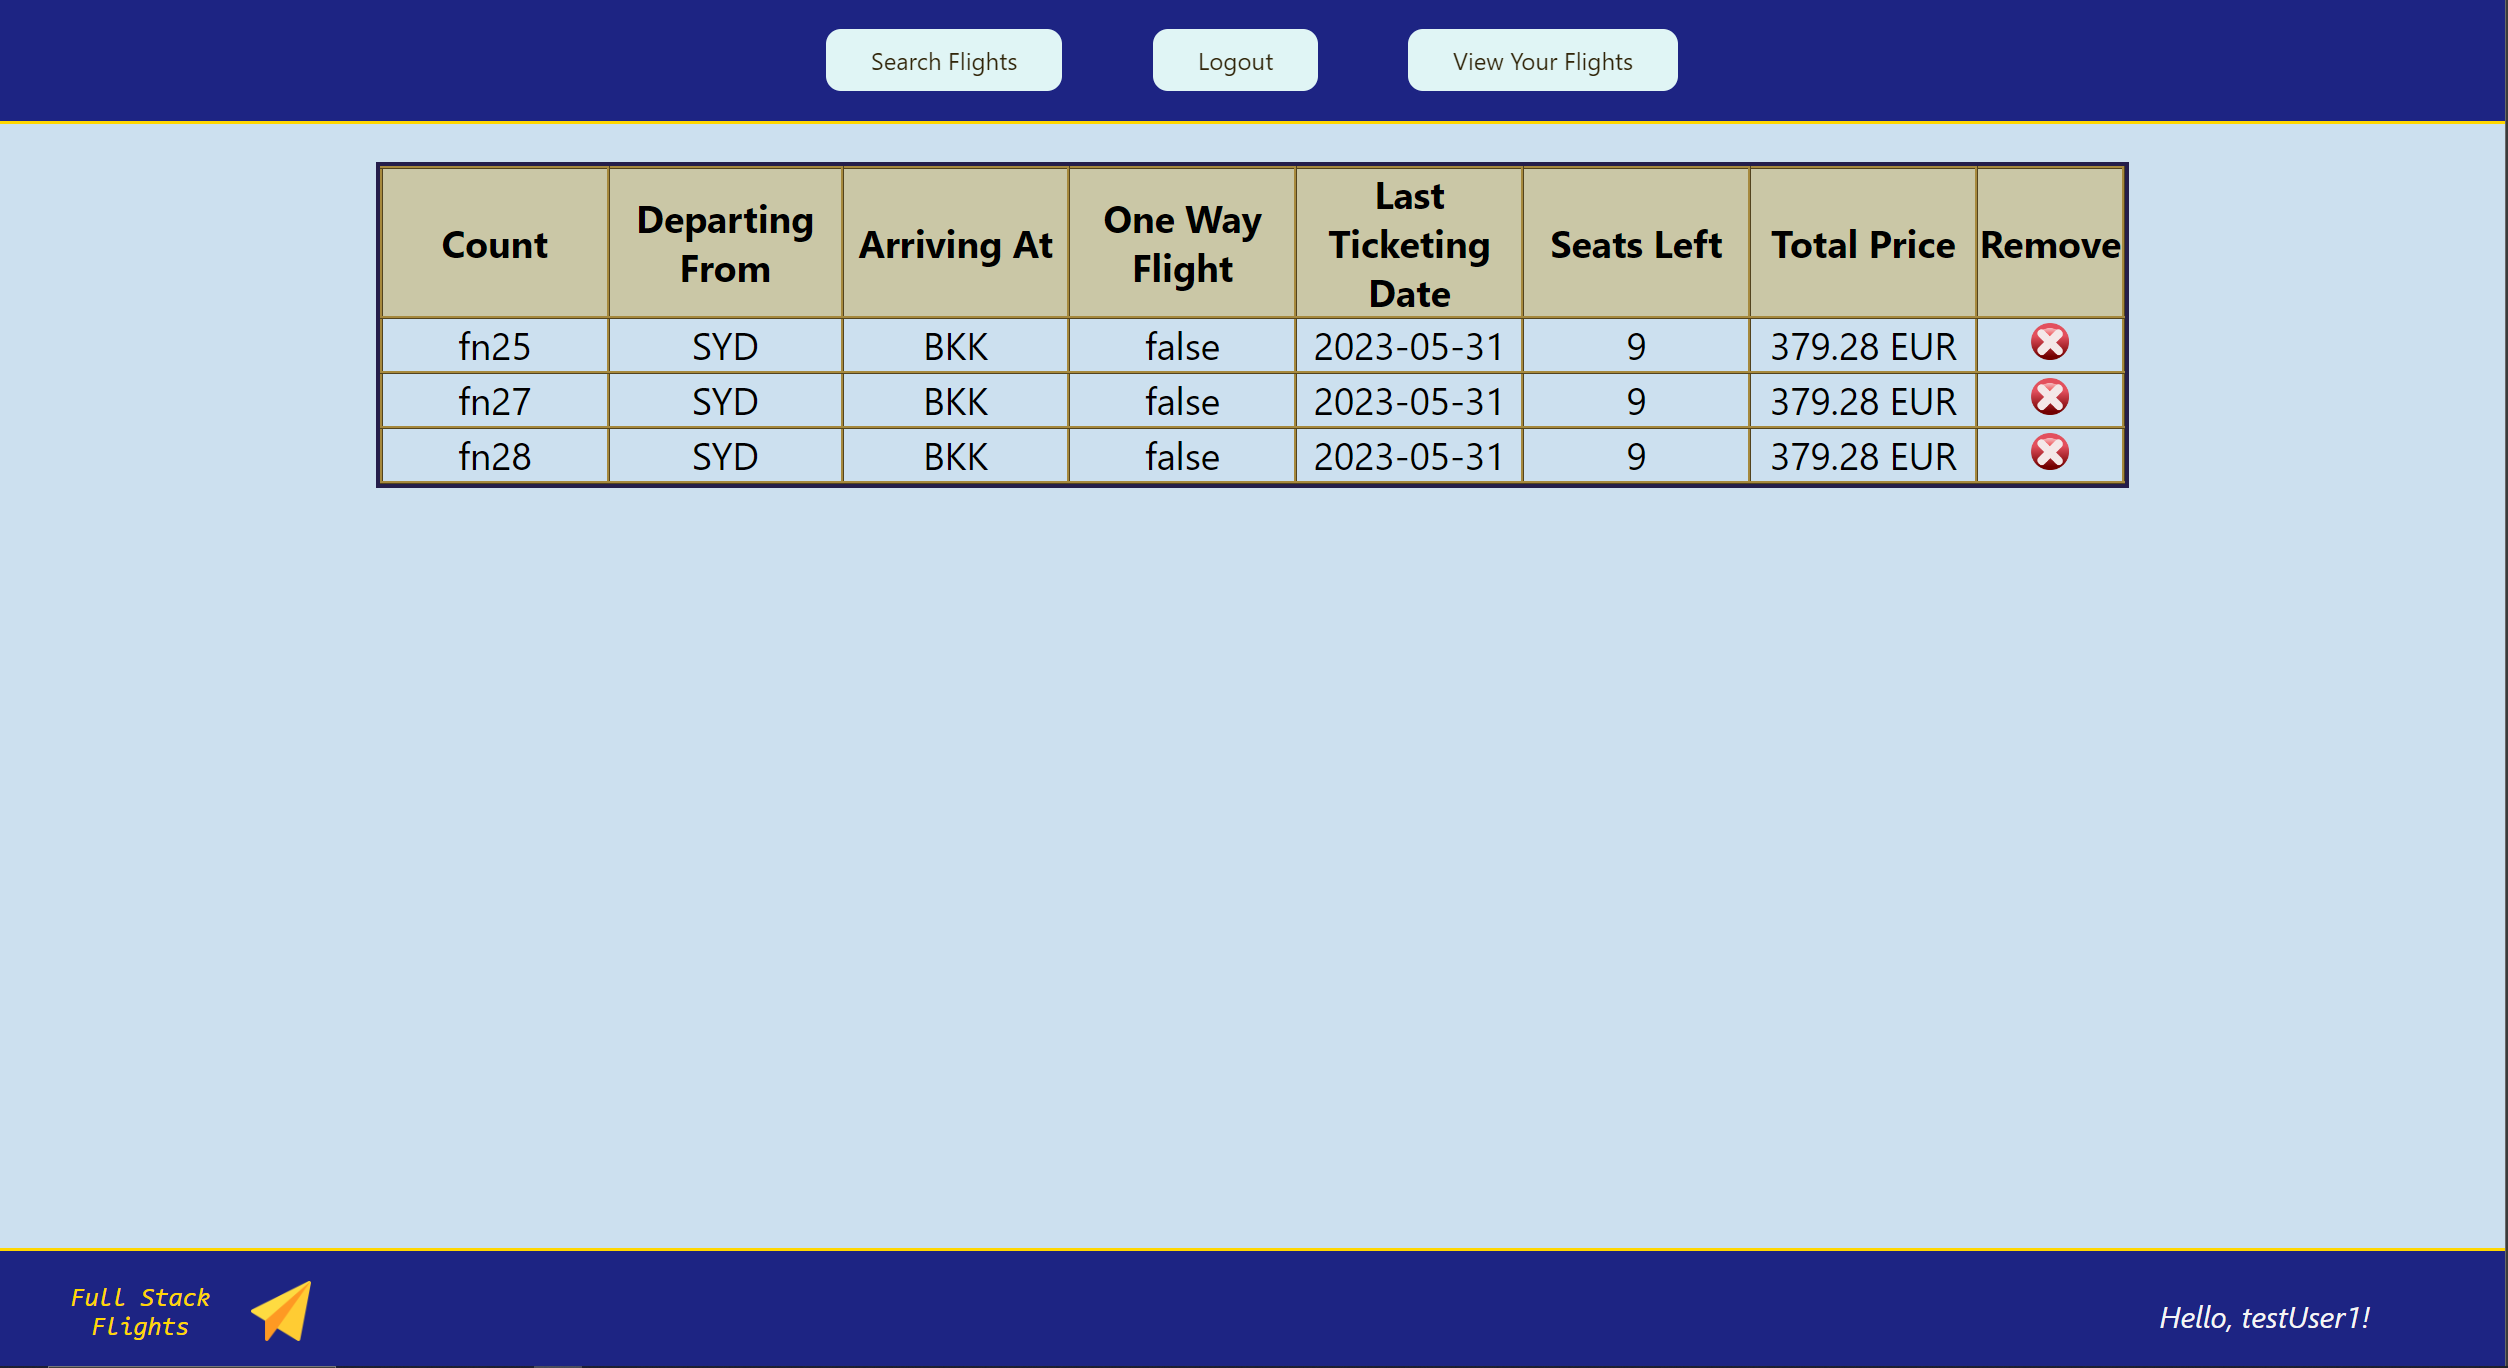 Search Flights Logout View Your Flights
Count Departing From Arriving At One Way Flight Last Ticketing Date Seats Left Total Price Remove
fn25 SYD BKK false 2023-05-31 9 379.28 EUR
fn27 SYD BKK false 2023-05-31 9 379.28 EUR
fn28 SYD BKK false 2023-05-31 9 379.28 EUR
Full Stack
Flights
Hello, testUser1!